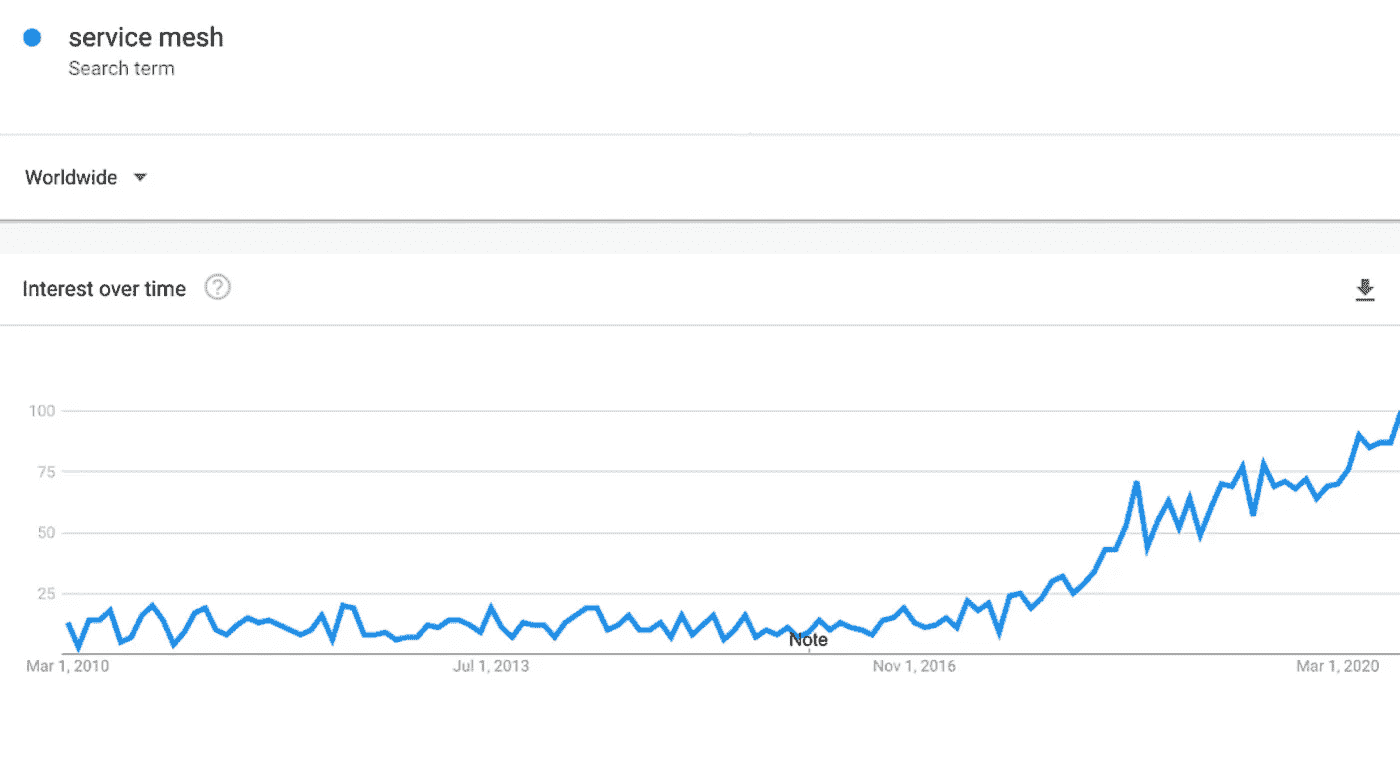 service mesh
Search term
Worldwide
Interest over time ?
100
75
50
25
Note
Mar 1, 2010 Jul 1, 2013 Nov 1, 2016 Mar 1, 2020